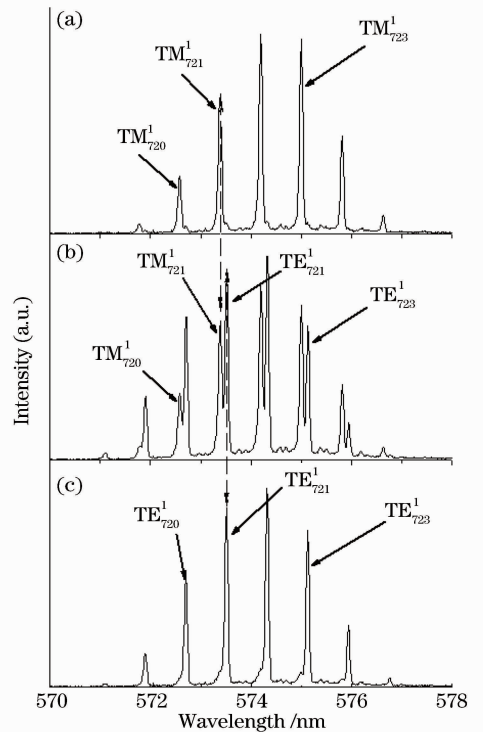 (a)
TM¹₇₂₃
TM¹₇₂₁
TM¹₇₂₀
(b)
TM¹₇₂₁
TE¹₇₂₁
TE¹₇₂₃
TM¹₇₂₀
Intensity (a.u.)
(c)
TE¹₇₂₁
TE¹₇₂₀
TE¹₇₂₃
570 572 574 576 578
Wavelength /nm